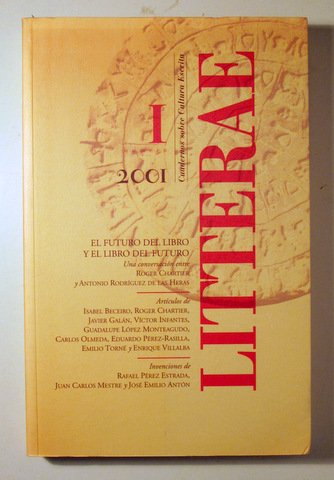 I
2001
Cuadernos sobre Cultura Escrita
LITTERAE
EL FUTURO DEL LIBRO
Y EL LIBRO DEL FUTURO
Una conversación entre
ROGER CHARTIER
y ANTONIO RODRÍGUEZ DE LAS HERAS
Artículos de
ISABEL BECEIRO, ROGER CHARTIER,
JAVIER GALÁN, VÍCTOR INFANTES,
GUADALUPE LÓPEZ MONTEAGUDO,
CARLOS OLMEDA, EDUARDO PÉREZ-RASILLA,
EMILIO TORNÉ y ENRIQUE VILLALBA
Invenciones de
RAFAEL PÉREZ ESTRADA,
JUAN CARLOS MESTRE y JOSÉ EMILIO ANTÓN